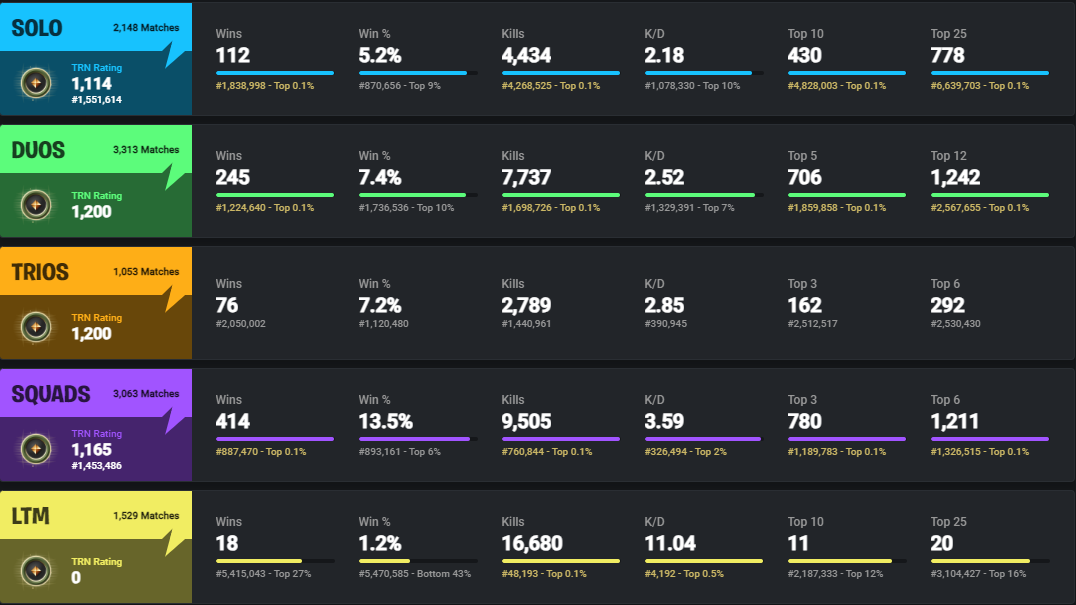 SOLO 2,148 Matches
TRN Rating
1,114
#1,551,614
Wins Win % Kills K/D Top 10 Top 25
112 5.2% 4,434 2.18 430 778
#1,838,998 - Top 0.1% #870,656 - Top 9% #4,268,525 - Top 0.1% #1,078,330 - Top 10% #4,828,003 - Top 0.1% #6,639,703 - Top 0.1%
DUOS 3,313 Matches
TRN Rating
1,200
Wins Win % Kills K/D Top 5 Top 12
245 7.4% 7,737 2.52 706 1,242
#1,224,640 - Top 0.1% #1,736,536 - Top 10% #1,698,726 - Top 0.1% #1,329,391 - Top 7% #1,859,858 - Top 0.1% #2,567,655 - Top 0.1%
TRIOS 1,053 Matches
TRN Rating
1,200
Wins Win % Kills K/D Top 3 Top 6
76 7.2% 2,789 2.85 162 292
#2,050,002 #1,120,480 #1,440,961 #390,945 #2,512,517 #2,530,430
SQUADS 3,063 Matches
TRN Rating
1,165
#1,453,486
Wins Win % Kills K/D Top 3 Top 6
414 13.5% 9,505 3.59 780 1,211
#887,470 - Top 0.1% #893,161 - Top 6% #760,844 - Top 0.1% #326,494 - Top 2% #1,189,783 - Top 0.1% #1,326,515 - Top 0.1%
LTM 1,529 Matches
TRN Rating
0
Wins Win % Kills K/D Top 10 Top 25
18 1.2% 16,680 11.04 11 20
#5,415,043 - Top 27% #5,470,585 - Bottom 43% #48,193 - Top 0.1% #4,192 - Top 0.5% #2,187,333 - Top 12% #3,104,427 - Top 16%